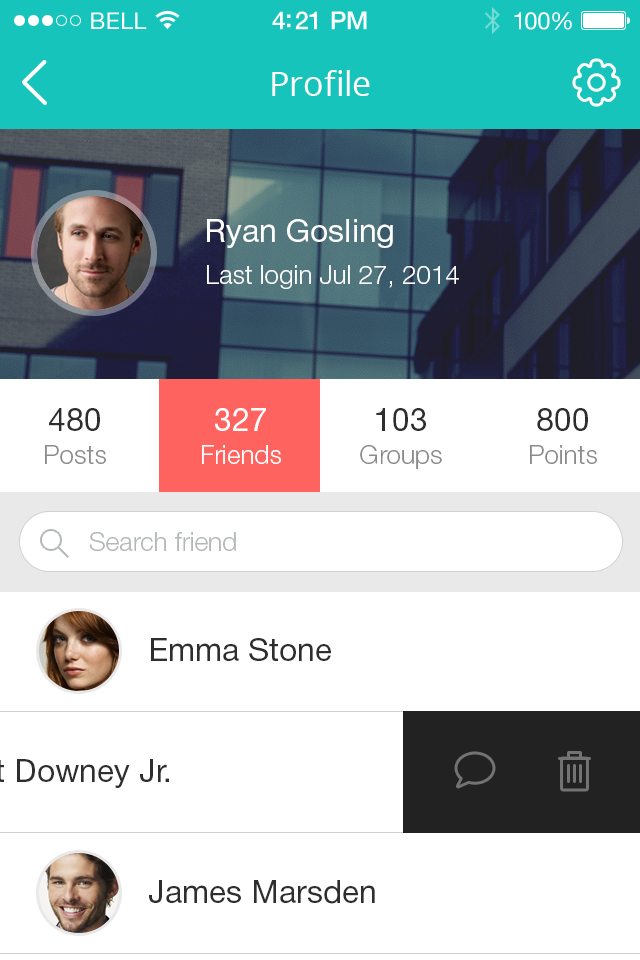 BELL 4:21 PM 100%
Profile
Ryan Gosling
Last login Jul 27, 2014
480 327 103 800
Posts Friends Groups Points
Search friend
Emma Stone
t Downey Jr.
James Marsden